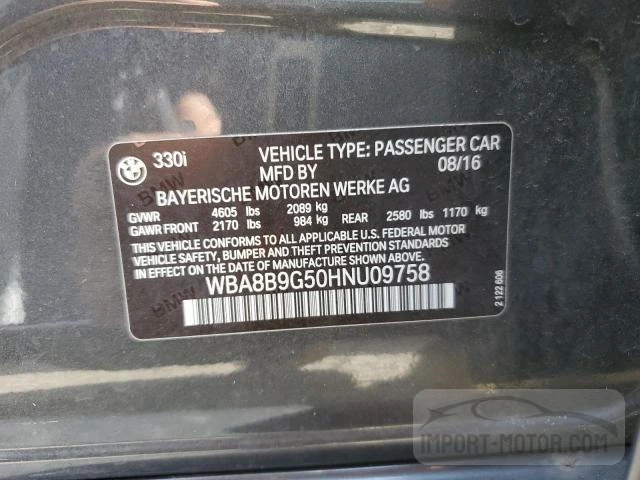 330i VEHICLE TYPE: PASSENGER CAR
MFD BY 08/16
BAYERISCHE MOTOREN WERKE AG
GVWR 4605 lbs 2089 kg
GAWR FRONT 2170 lbs 984 kg REAR 2580 lbs 1170 kg
THIS VEHICLE CONFORMS TO ALL APPLICABLE U.S. FEDERAL MOTOR
VEHICLE SAFETY, BUMPER AND THEFT PREVENTION STANDARDS
IN EFFECT ON THE DATE OF MANUFACTURE SHOWN ABOVE.
WBA8B9G50HNU09758
2 122 606
IMPORT-MOTOR.COM